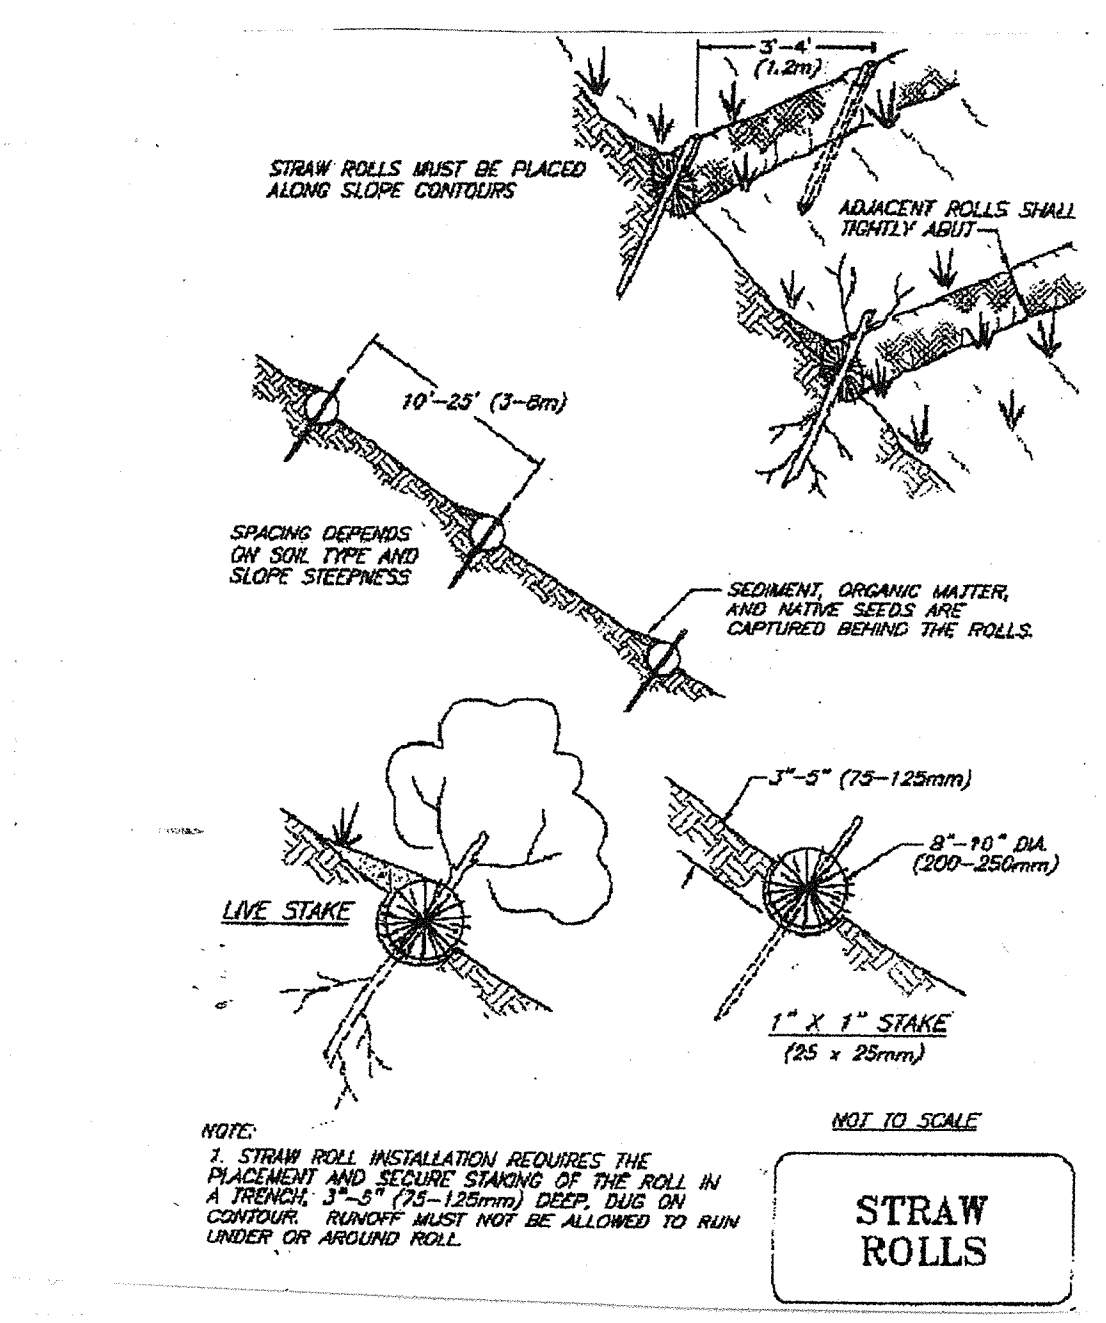 3'-4'
(1.2m)
STRAW ROLLS MUST BE PLACED
ALONG SLOPE CONTOURS
ADJACENT ROLLS SHALL
TIGHTLY ABUT
10'-25' (3-8m)
SPACING DEPENDS
ON SOIL TYPE AND
SLOPE STEEPNESS
SEDIMENT, ORGANIC MATTER,
AND NATIVE SEEDS ARE
CAPTURED BEHIND THE ROLLS.
3"-5" (75-125mm)
8"-10" DIA.
(200-250mm)
LIVE STAKE
1" X 1" STAKE
(25 x 25mm)
NOT TO SCALE
NOTE:
1. STRAW ROLL INSTALLATION REQUIRES THE
PLACEMENT AND SECURE STAKING OF THE ROLL IN
A TRENCH, 3"-5" (75-125mm) DEEP, DUG ON
CONTOUR. RUNOFF MUST NOT BE ALLOWED TO RUN
UNDER OR AROUND ROLL.
STRAW
ROLLS